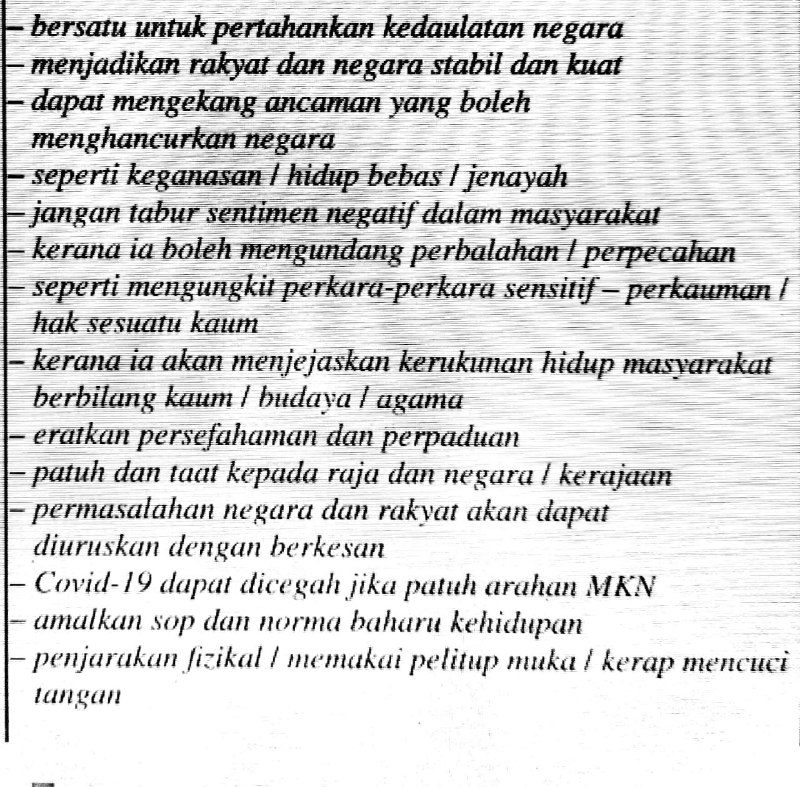 – bersatu untuk pertahankan kedaulatan negara
– menjadikan rakyat dan negara stabil dan kuat
– dapat mengekang ancaman yang boleh
menghancurkan negara
– seperti keganasan / hidup bebas / jenayah
– jangan tabur sentimen negatif dalam masyarakat
– kerana ia boleh mengundang perbalahan / perpecahan
– seperti mengungkit perkara-perkara sensitif – perkauman /
hak sesuatu kaum
– kerana ia akan menjejaskan kerukunan hidup masyarakat
berbilang kaum / budaya / agama
– eratkan persefahaman dan perpaduan
– patuh dan taat kepada raja dan negara / kerajaan
– permasalahan negara dan rakyat akan dapat
diuruskan dengan berkesan
– Covid-19 dapat dicegah jika patuh arahan MKN
– amalkan sop dan norma baharu kehidupan
– penjarakan fizikal / memakai pelitup muka / kerap mencuci
tangan